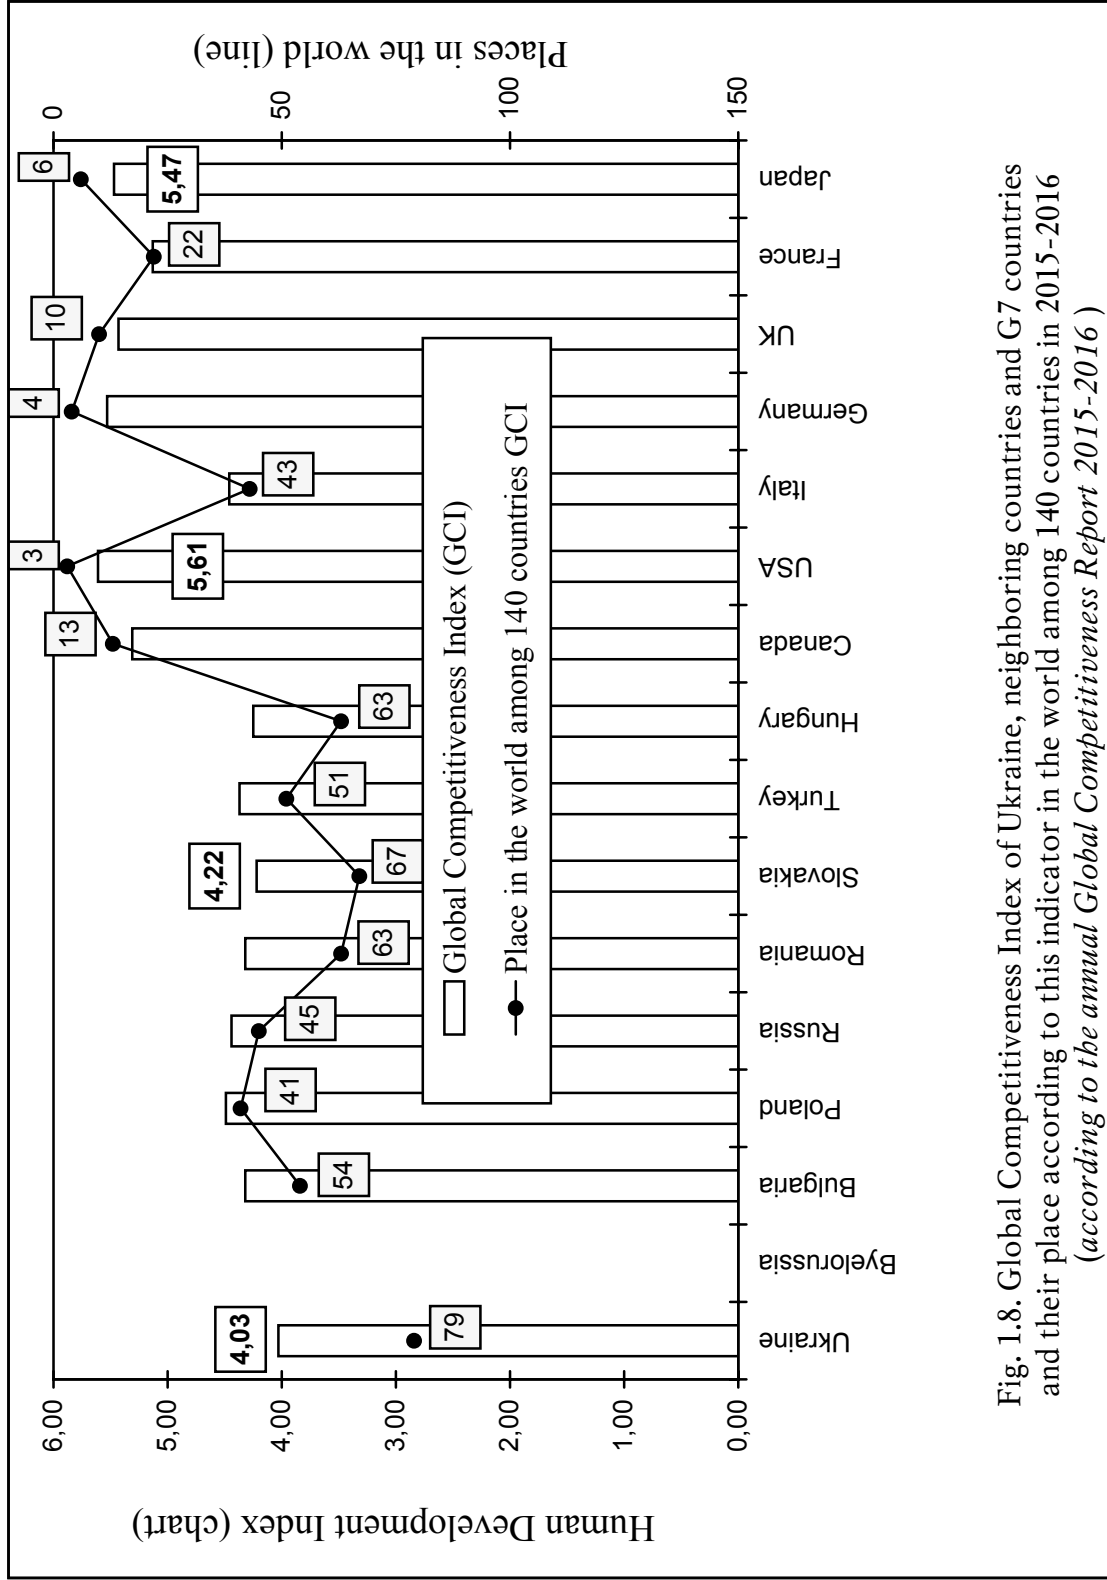 Human Development Index (chart)
6,00
5,00
4,00
3,00
2,00
1,00
0,00
Places in the world (line)
0
50
100
150
4,03
79
54
41
45
63
4,22
67
51
63
13
3
5,61
43
4
10
22
6
5,47
Global Competitiveness Index (GCI)
Place in the world among 140 countries GCI
Ukraine
Byelorussia
Bulgaria
Poland
Russia
Romania
Slovakia
Turkey
Hungary
Canada
USA
Italy
Germany
UK
France
Japan
Fig. 1.8. Global Competitiveness Index of Ukraine, neighboring countries and G7 countries
and their place according to this indicator in the world among 140 countries in 2015-2016
(according to the annual Global Competitiveness Report 2015-2016 )